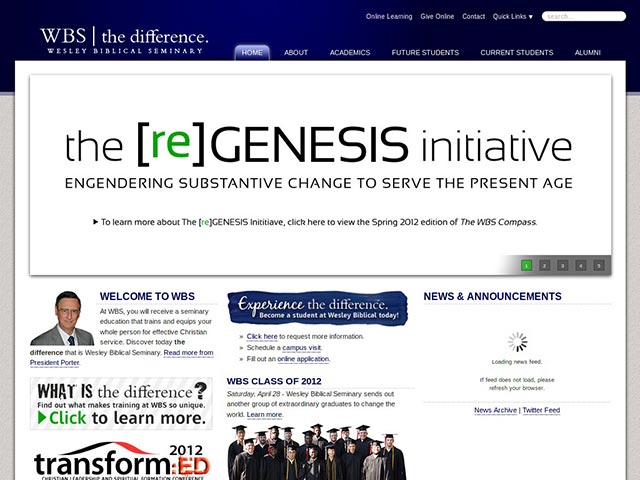 Online Learning Give Online Contact Quick Links ▼ search...
WBS | the difference.
WESLEY BIBLICAL SEMINARY
HOME ABOUT ACADEMICS FUTURE STUDENTS CURRENT STUDENTS ALUMNI
the [re]GENESIS initiative
ENGENDERING SUBSTANTIVE CHANGE TO SERVE THE PRESENT AGE
To learn more about The [re]GENESIS Inititiave, click here to view the Spring 2012 edition of The WBS Compass.
1 2 3 4 5
WELCOME TO WBS
At WBS, you will receive a seminary
education that trains and equips your
whole person for effective Christian
service. Discover today the
difference that is Wesley Biblical Seminary. Read more from
President Porter.
WHAT IS the difference?
Find out what makes training at WBS so unique.
Click to learn more.
2012
transform:ED
CHRISTIAN LEADERSHIP AND SPIRITUAL FORMATION CONFERENCE
Experience the difference.
Become a student at Wesley Biblical today!
» Click here to request more information.
» Schedule a campus visit.
» Fill out an online application.
WBS CLASS OF 2012
Saturday, April 28 - Wesley Biblical Seminary sends out
another group of extraordinary graduates to change the
world. Learn more.
NEWS & ANNOUNCEMENTS
Loading news feed.
If feed does not load, please
refresh your browser.
News Archive | Twitter Feed